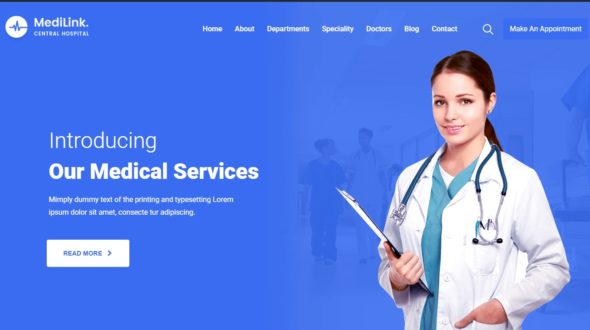 MediLink.
CENTRAL HOSPITAL
Home About Departments Speciality Doctors Blog Contact
Make An Appointment
Introducing
Our Medical Services
Mimply dummy text of the printing and typesetting Lorem
ipsum dolor sit amet, consecte tur adipiscing.
READ MORE